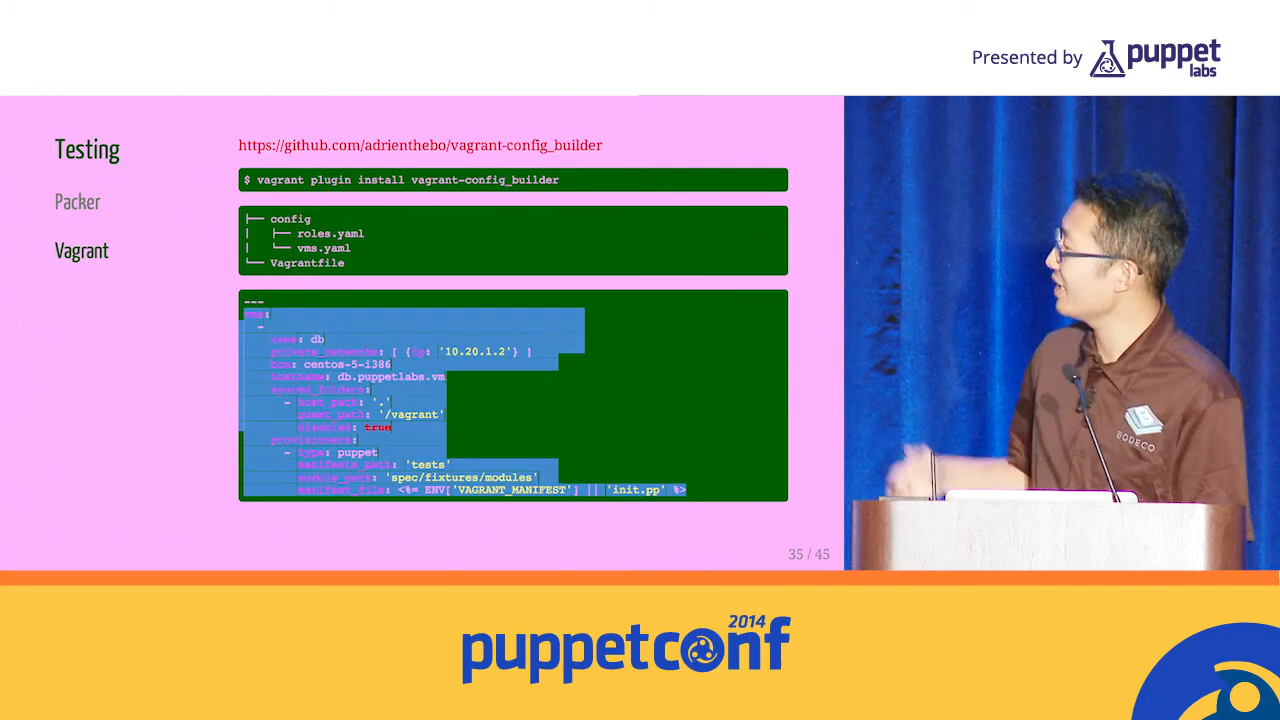 Presented by puppet labs
Testing
Packer
Vagrant
https://github.com/adrienthebo/vagrant-config_builder
$ vagrant plugin install vagrant-config_builder
├── config
│   ├── roles.yaml
│   └── vms.yaml
└── Vagrantfile
---
vms:
  -
    name: db
    private_networks: [ {ip: '10.20.1.2'} ]
    box: centos-5-i386
    hostname: db.puppetlabs.vm
    synced_folders:
      - host_path: '.'
        guest_path: '/vagrant'
        disabled: true
    provisioners:
      - type: puppet
        manifests_path: 'tests'
        module_path: 'spec/fixtures/modules'
        manifest_file: <%= ENV['VAGRANT_MANIFEST'] || 'init.pp' %>
35 / 45
BODECO
2014
puppetconf